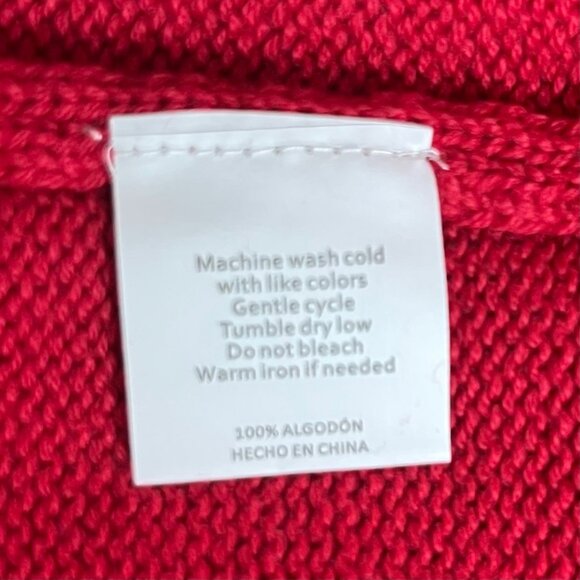 Machine wash cold
with like colors
Gentle cycle
Tumble dry low
Do not bleach
Warm iron if needed
100% ALGODÓN
HECHO EN CHINA